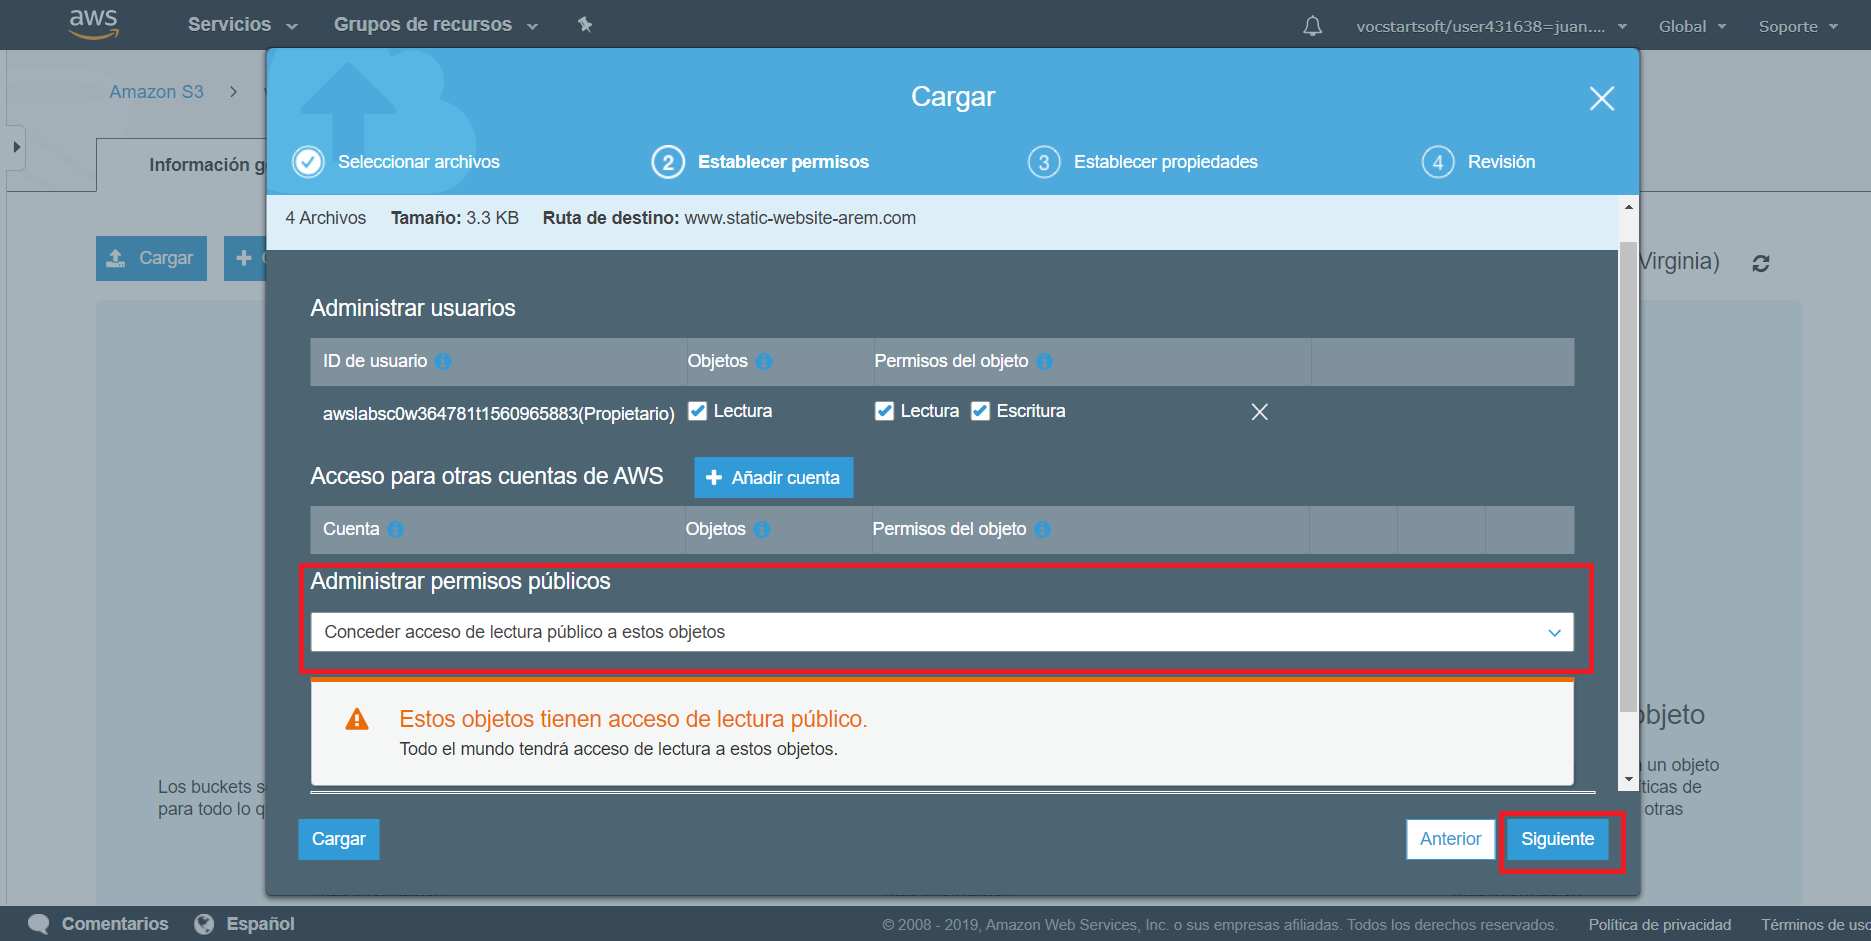 aws
Servicios
Grupos de recursos
vocstartsoft/user431638=juan....
Global
Soporte
Amazon S3
Cargar
Información g
Seleccionar archivos
2 Establecer permisos
3 Establecer propiedades
4 Revisión
4 Archivos Tamaño: 3.3 KB Ruta de destino: www.static-website-arem.com
Cargar
Virginia)
Administrar usuarios
ID de usuario Objetos Permisos del objeto
awslabsc0w364781t1560965883(Propietario) Lectura Lectura Escritura
Acceso para otras cuentas de AWS Añadir cuenta
Cuenta Objetos Permisos del objeto
Administrar permisos públicos
Conceder acceso de lectura público a estos objetos
Estos objetos tienen acceso de lectura público.
Todo el mundo tendrá acceso de lectura a estos objetos.
objeto
Los buckets s
para todo lo q
un objeto
ticas de
otras
Cargar Anterior Siguiente
Comentarios Español © 2008 - 2019, Amazon Web Services, Inc. o sus empresas afiliadas. Todos los derechos reservados. Política de privacidad Términos de uso